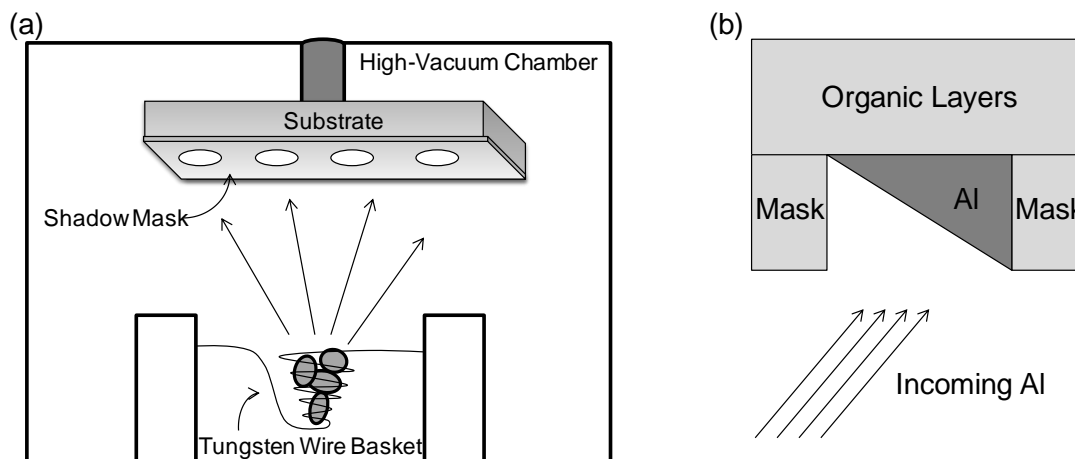 (a)
High-Vacuum Chamber
Substrate
Shadow Mask
Tungsten Wire Basket
(b)
Organic Layers
Mask
Al
Mask
Incoming Al